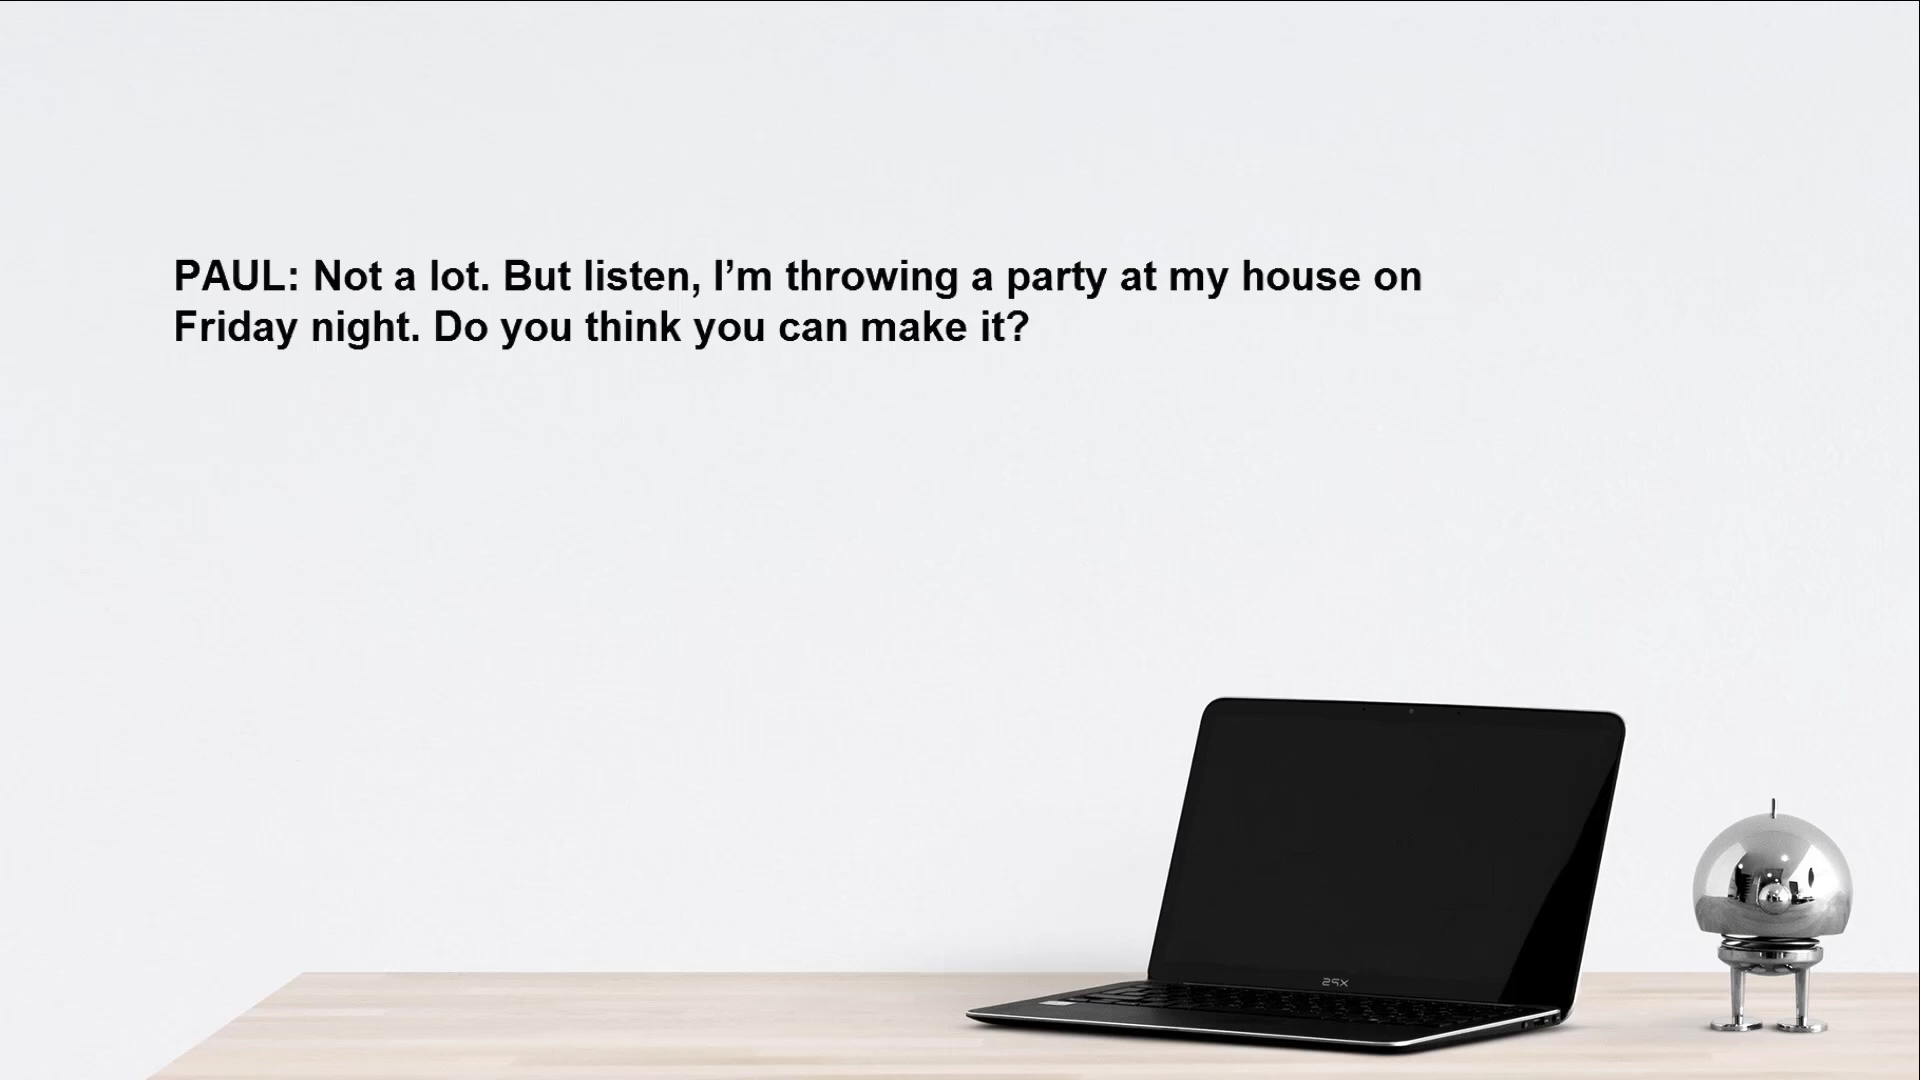 PAUL: Not a lot. But listen, I’m throwing a party at my house on
Friday night. Do you think you can make it?
XPS